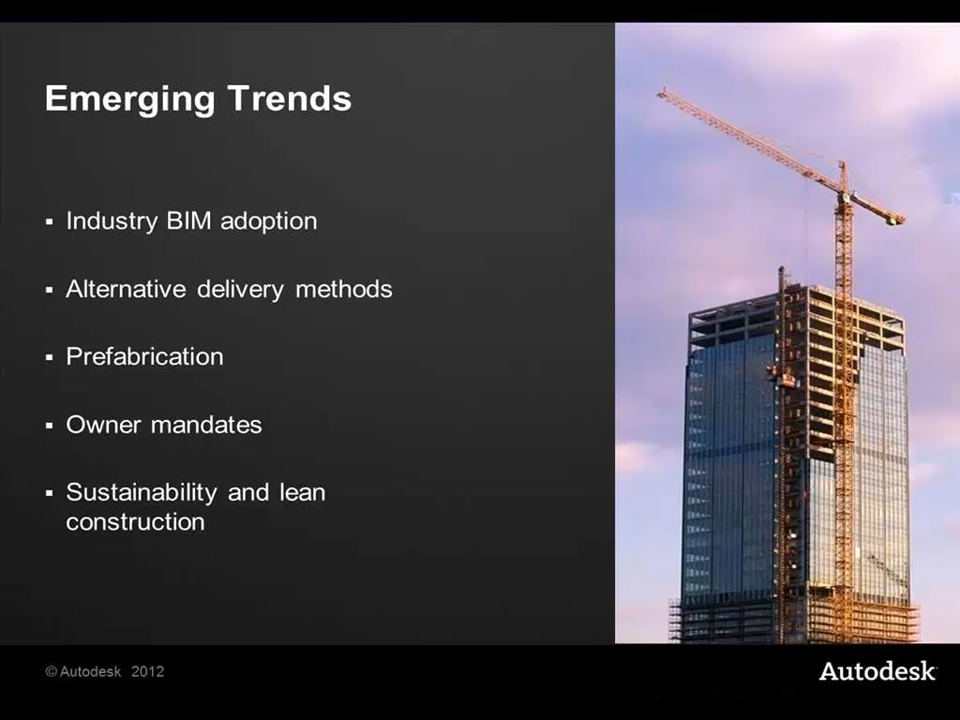 Emerging Trends
▪ Industry BIM adoption
▪ Alternative delivery methods
▪ Prefabrication
▪ Owner mandates
▪ Sustainability and lean
construction
© Autodesk 2012
Autodesk